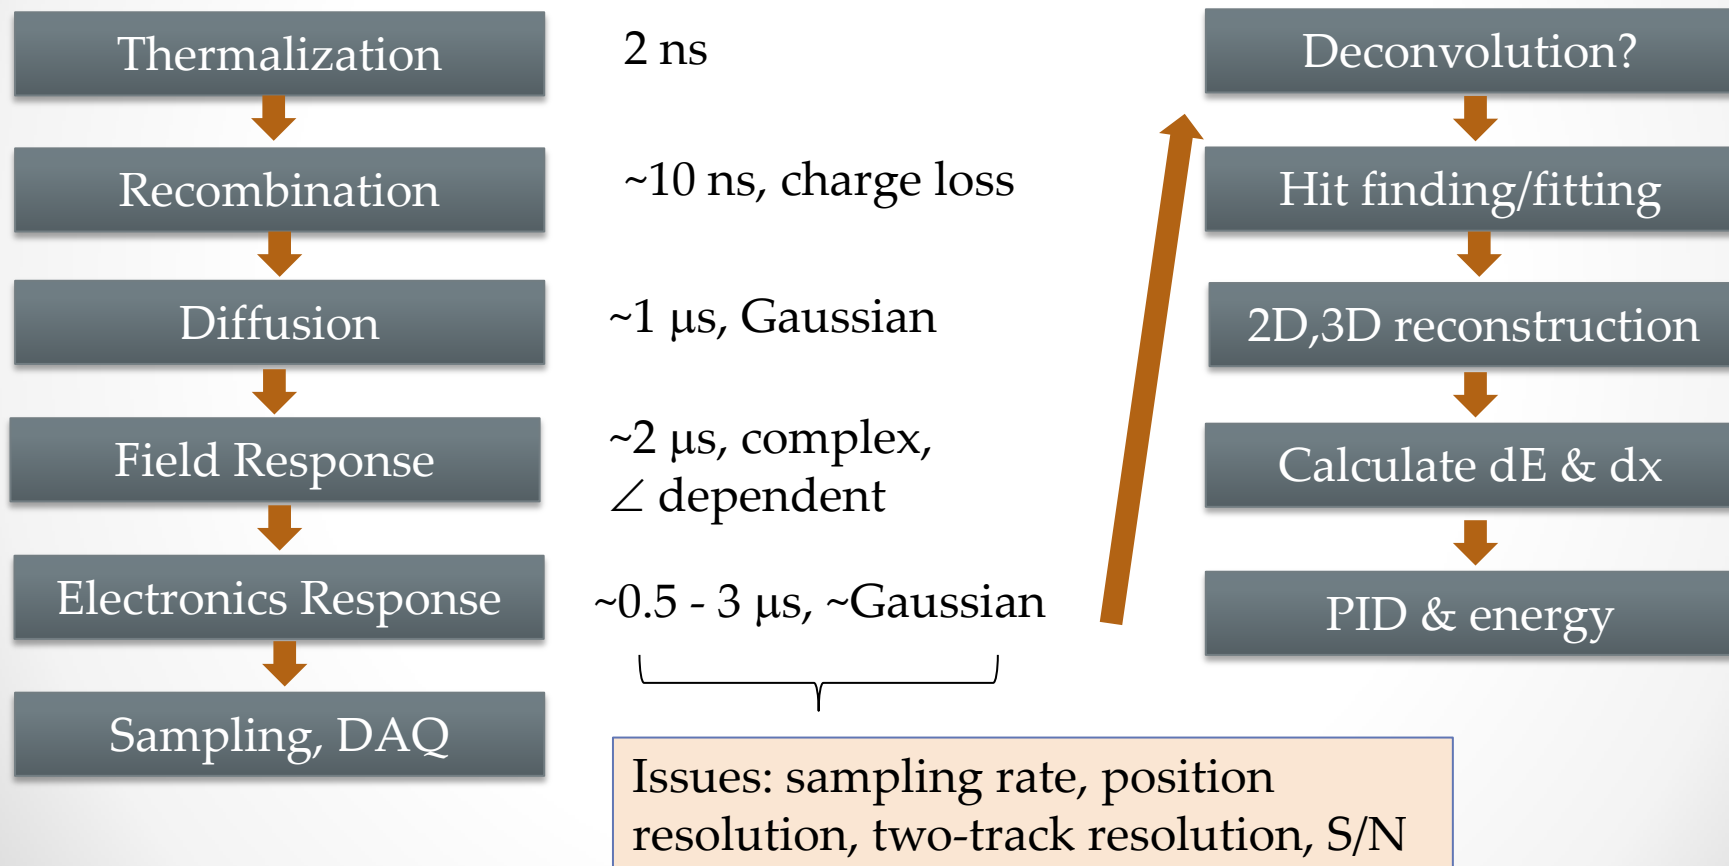 Thermalization
2 ns
Recombination
~10 ns, charge loss
Diffusion
~1 μs, Gaussian
Field Response
~2 μs, complex,
∠ dependent
Electronics Response
~0.5 - 3 μs, ~Gaussian
Sampling, DAQ
Issues: sampling rate, position
resolution, two-track resolution, S/N
Deconvolution?
Hit finding/fitting
2D,3D reconstruction
Calculate dE & dx
PID & energy